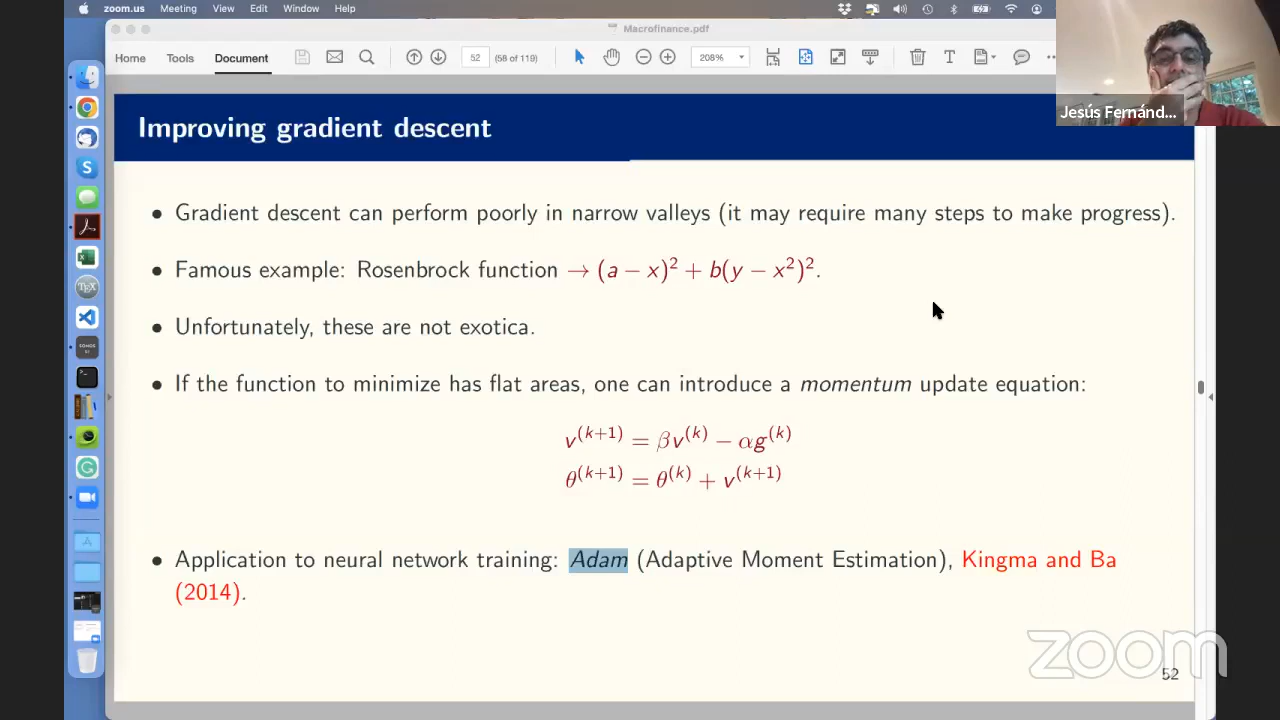 zoom.us Meeting View Edit Window Help
Macrofinance.pdf
Home Tools Document 52 (58 of 119) 208%
Jesús Fernánd...
Improving gradient descent
• Gradient descent can perform poorly in narrow valleys (it may require many steps to make progress).
• Famous example: Rosenbrock function → (a − x)² + b(y − x²)².
• Unfortunately, these are not exotica.
• If the function to minimize has flat areas, one can introduce a momentum update equation:
v^(k+1) = βv^(k) − αg^(k)
θ^(k+1) = θ^(k) + v^(k+1)
• Application to neural network training: Adam (Adaptive Moment Estimation), Kingma and Ba
(2014).
zoom
52